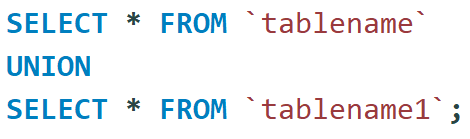 SELECT * FROM `tablename`
UNION
SELECT * FROM `tablename1`;